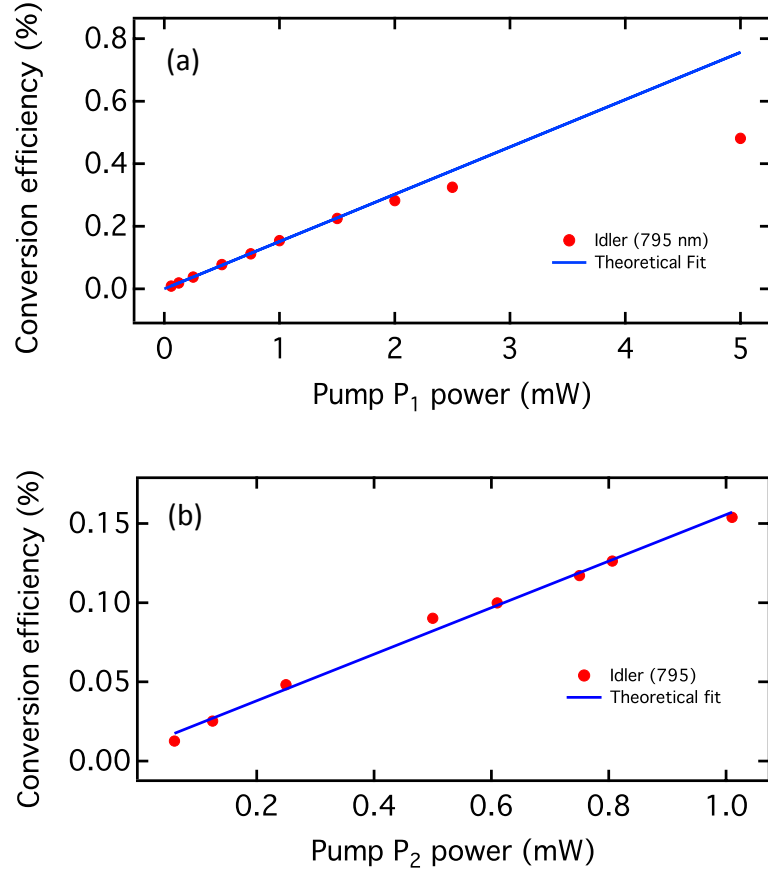 (a)
Conversion efficiency (%)
0.8
0.6
0.4
0.2
0.0
Idler (795 nm)
Theoretical Fit
0 1 2 3 4 5
Pump P₁ power (mW)
(b)
Conversion efficiency (%)
0.15
0.10
0.05
0.00
Idler (795)
Theoretical fit
0.2 0.4 0.6 0.8 1.0
Pump P₂ power (mW)